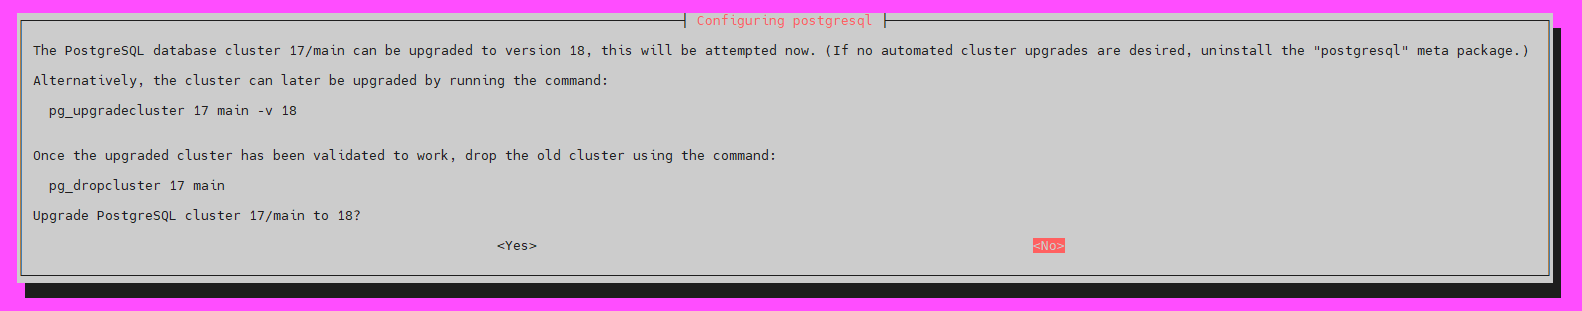 Configuring postgresql
The PostgreSQL database cluster 17/main can be upgraded to version 18, this will be attempted now. (If no automated cluster upgrades are desired, uninstall the "postgresql" meta package.)
Alternatively, the cluster can later be upgraded by running the command:
pg_upgradecluster 17 main -v 18
Once the upgraded cluster has been validated to work, drop the old cluster using the command:
pg_dropcluster 17 main
Upgrade PostgreSQL cluster 17/main to 18?
<Yes> <No>